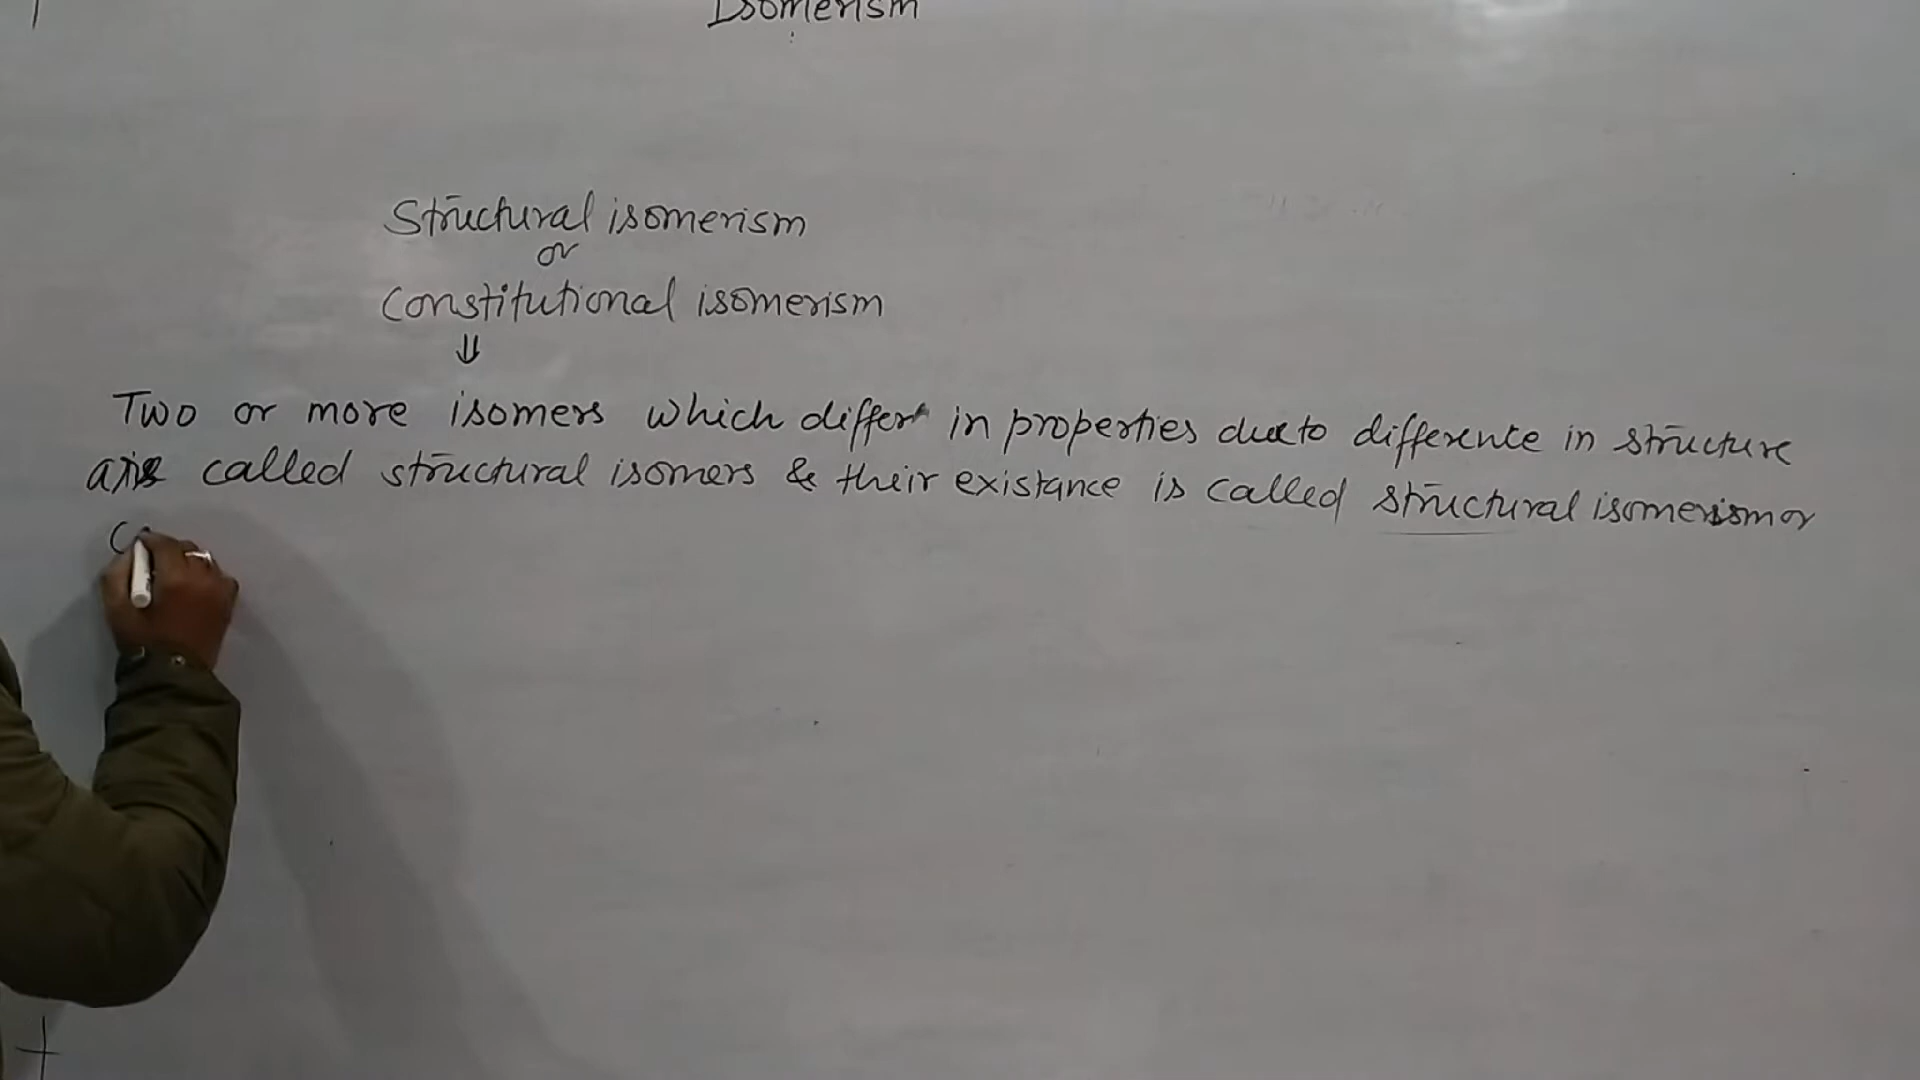 Isomerism
Structural isomerism
or
Constitutional isomerism
⇓
Two or more isomers which differ in properties due to difference in structure
are called structural isomers & their existance is called structural isomerism or
Co